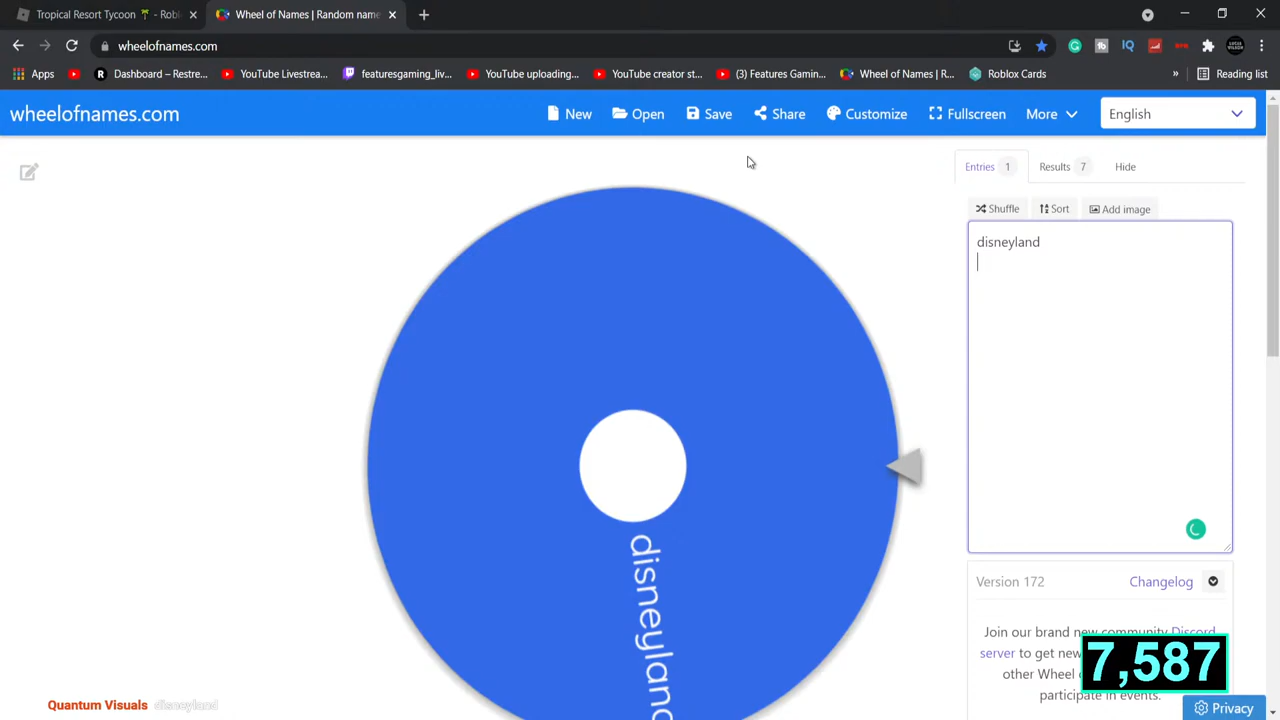 Tropical Resort Tycoon 🌴 - Robl
Wheel of Names | Random name
wheelofnames.com
Apps
Dashboard – Restre...
YouTube Livestrea...
featuresgaming_liv...
YouTube uploading...
YouTube creator st...
(3) Features Gamin...
Wheel of Names | R...
Roblox Cards
»
Reading list
wheelofnames.com
New
Open
Save
Share
Customize
Fullscreen
More
English
Entries 1
Results 7
Hide
Shuffle
Sort
Add image
disneyland
disneyland
Version 172
Changelog
Join our brand new community Discord
server to get new
other Wheel
participate in events.
7,587
Quantum Visuals disneyland
Privacy